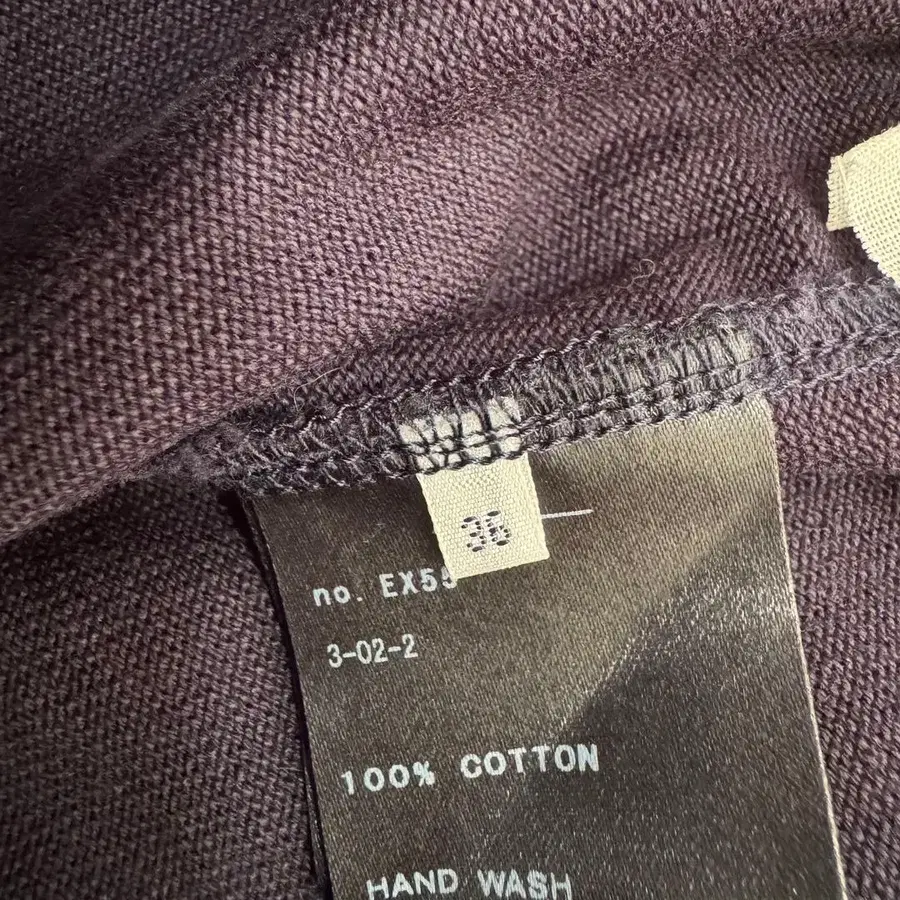 36
no. EX55
3-02-2
100% COTTON
HAND WASH